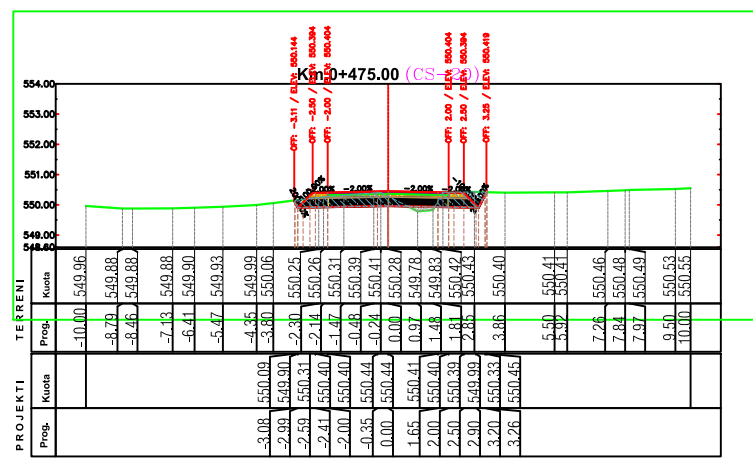 OFF: -3.11 / ELEV: 550.144
OFF: -2.50 / ELEV: 550.394
OFF: -2.00 / ELEV: 550.404
OFF: 2.00 / ELEV: 550.404
OFF: 2.50 / ELEV: 550.394
OFF: 3.25 / ELEV: 550.419
Km 0+475.00 (CS-20)
554.00
553.00
552.00
551.00
550.00
549.00
548.60
-2.00% -2.00%
TERRENI
Kuota 549.96 549.88 549.88 549.88 549.90 549.93 549.99 550.06 550.25 550.26 550.31 550.39 550.41 550.28 549.78 549.83 550.42 550.43 550.40 550.41 550.41 550.46 550.48 550.49 550.53 550.55
Prog. -10.00 -8.79 -8.46 -7.13 -6.41 -5.47 -4.35 -3.80 -2.30 -2.14 -1.47 -0.48 -0.24 0.00 0.97 1.48 1.81 2.85 3.86 5.50 5.92 7.26 7.84 7.97 9.50 10.00
PROJEKTI
Kuota 550.09 549.90 550.31 550.40 550.40 550.44 550.44 550.41 550.40 550.39 549.99 550.33 550.45
Prog. -3.08 -2.99 -2.59 -2.41 -2.00 -0.35 0.00 1.65 2.00 2.50 2.90 3.20 3.26